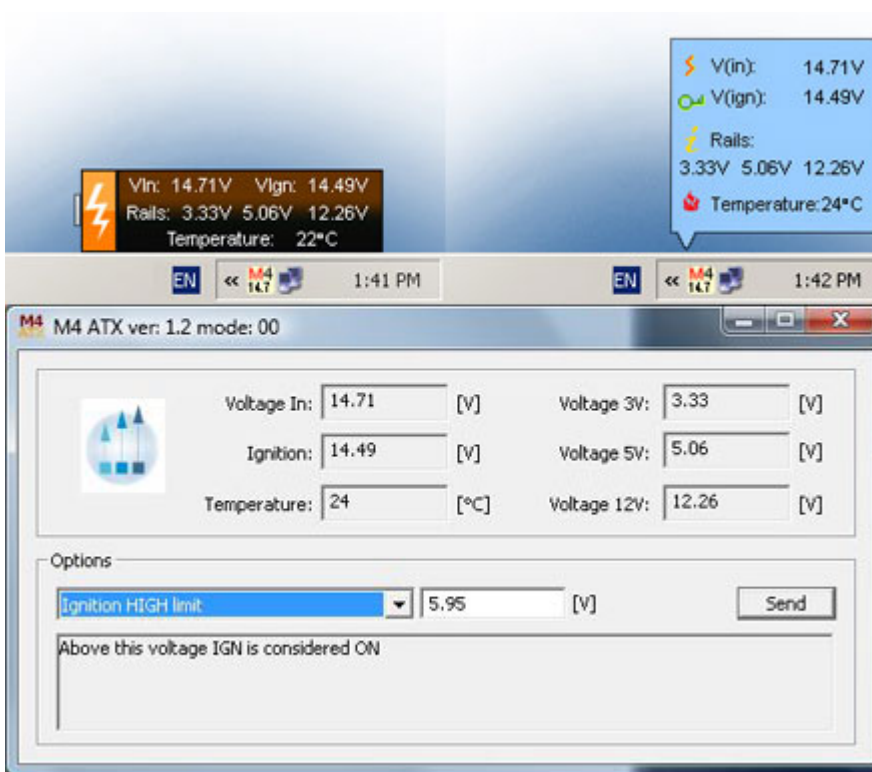 VIn: 14.71V VIgn: 14.49V
Rails: 3.33V 5.06V 12.26V
Temperature: 22°C
EN « M4 14.7 1:41 PM
V(in): 14.71V
V(ign): 14.49V
Rails:
3.33V 5.06V 12.26V
Temperature:24°C
EN « M4 14.7 1:42 PM
M4 ATX M4 ATX ver: 1.2 mode: 00
Voltage In: 14.71 [V] Voltage 3V: 3.33 [V]
Ignition: 14.49 [V] Voltage 5V: 5.06 [V]
Temperature: 24 [°C] Voltage 12V: 12.26 [V]
Options
Ignition HIGH limit 5.95 [V] Send
Above this voltage IGN is considered ON